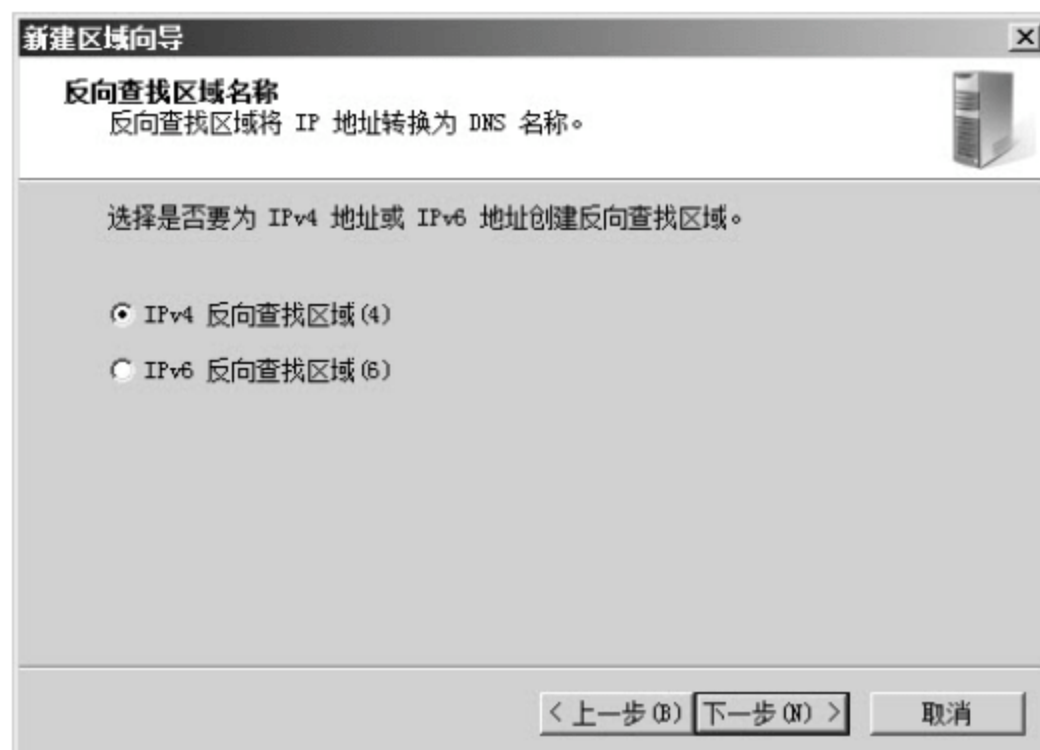 新建区域向导
反向查找区域名称
反向查找区域将 IP 地址转换为 DNS 名称。
选择是否要为 IPv4 地址或 IPv6 地址创建反向查找区域。
IPv4 反向查找区域(4)
IPv6 反向查找区域(6)
< 上一步(B) 下一步(N) > 取消